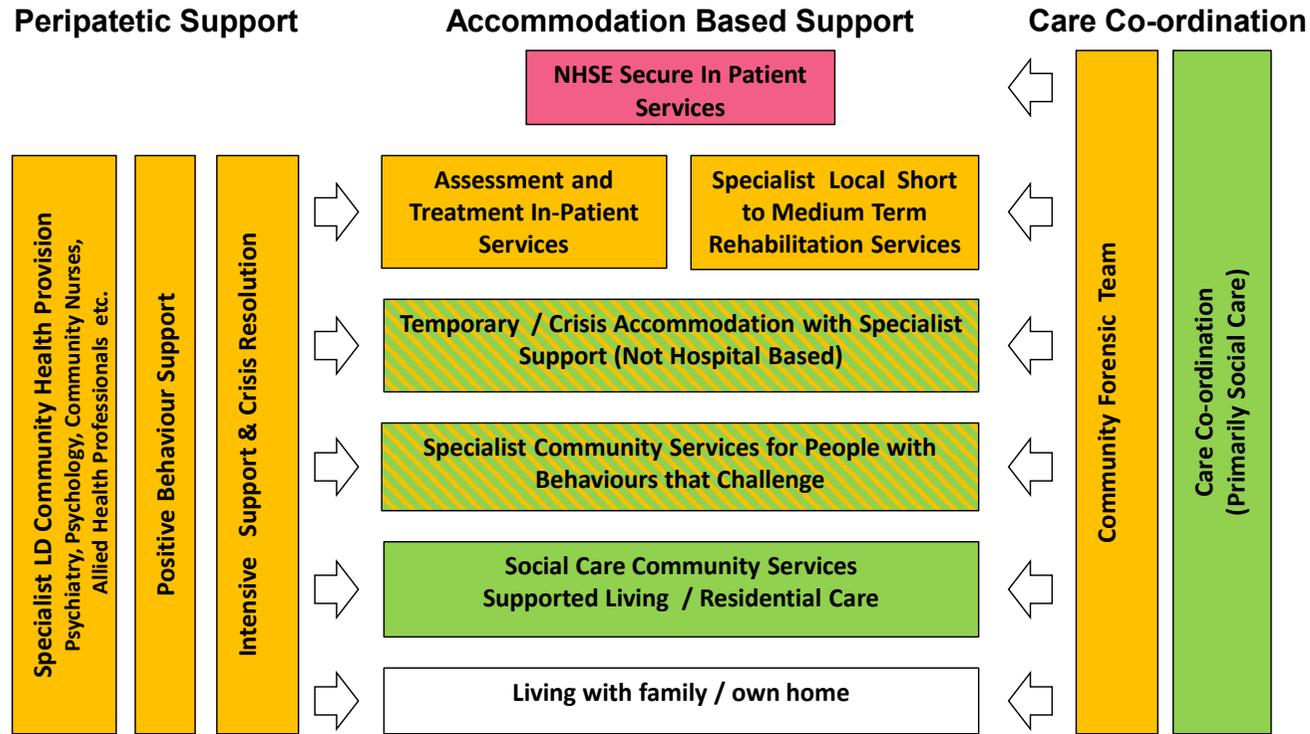 Peripatetic Support
Accommodation Based Support
Care Co-ordination
NHSE Secure In Patient
Services
Specialist LD Community Health Provision
Psychiatry, Psychology, Community Nurses,
Allied Health Professionals etc.
Positive Behaviour Support
Intensive Support & Crisis Resolution
Assessment and
Treatment In-Patient
Services
Specialist Local Short
to Medium Term
Rehabilitation Services
Temporary / Crisis Accommodation with Specialist
Support (Not Hospital Based)
Specialist Community Services for People with
Behaviours that Challenge
Social Care Community Services
Supported Living / Residential Care
Living with family / own home
Community Forensic Team
Care Co-ordination
(Primarily Social Care)